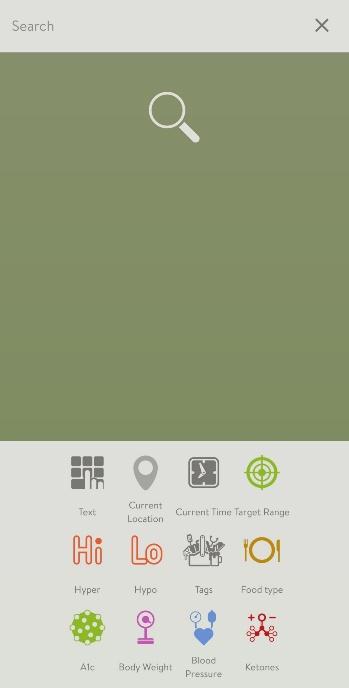 Search
Text
Current
Location
Current Time
Target Range
Hi
Lo
Hyper
Hypo
Tags
Food type
A1c
Body Weight
Blood
Pressure
Ketones